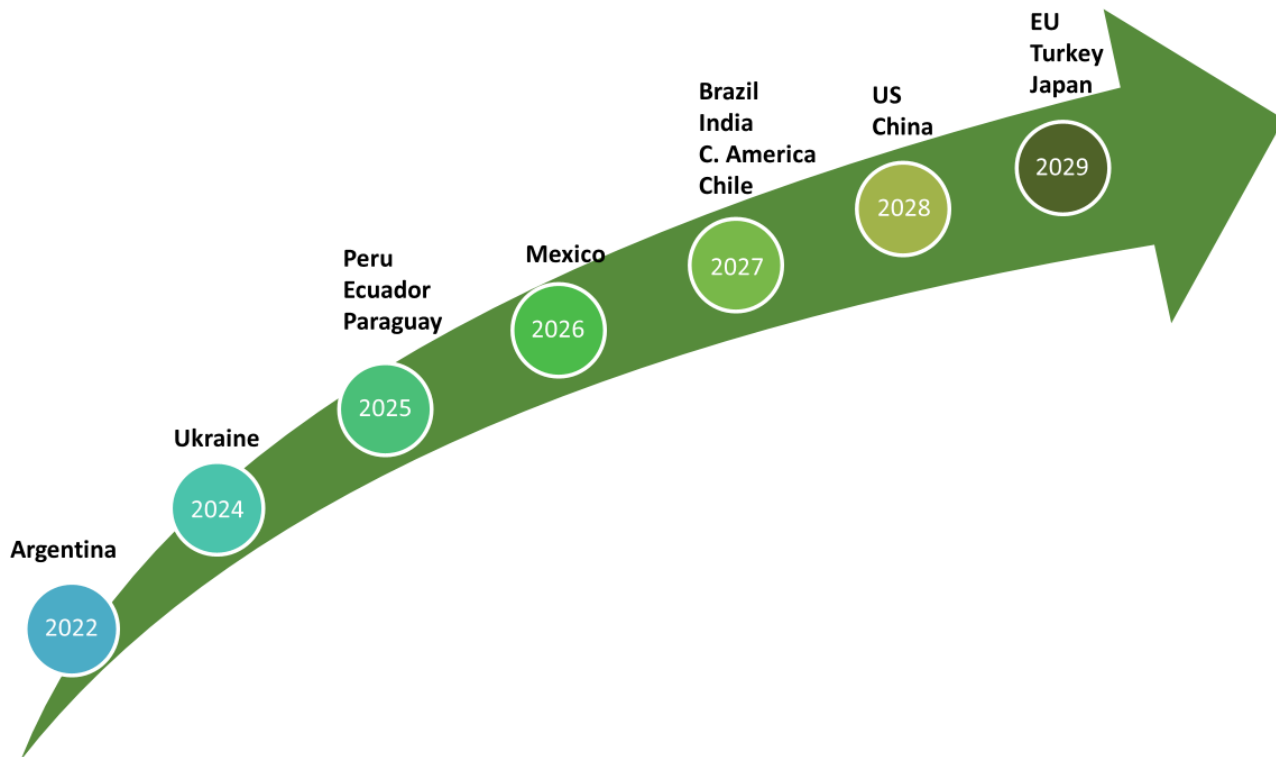 Argentina
2022
Ukraine
2024
Peru
Ecuador
Paraguay
2025
Mexico
2026
Brazil
India
C. America
Chile
2027
US
China
2028
EU
Turkey
Japan
2029